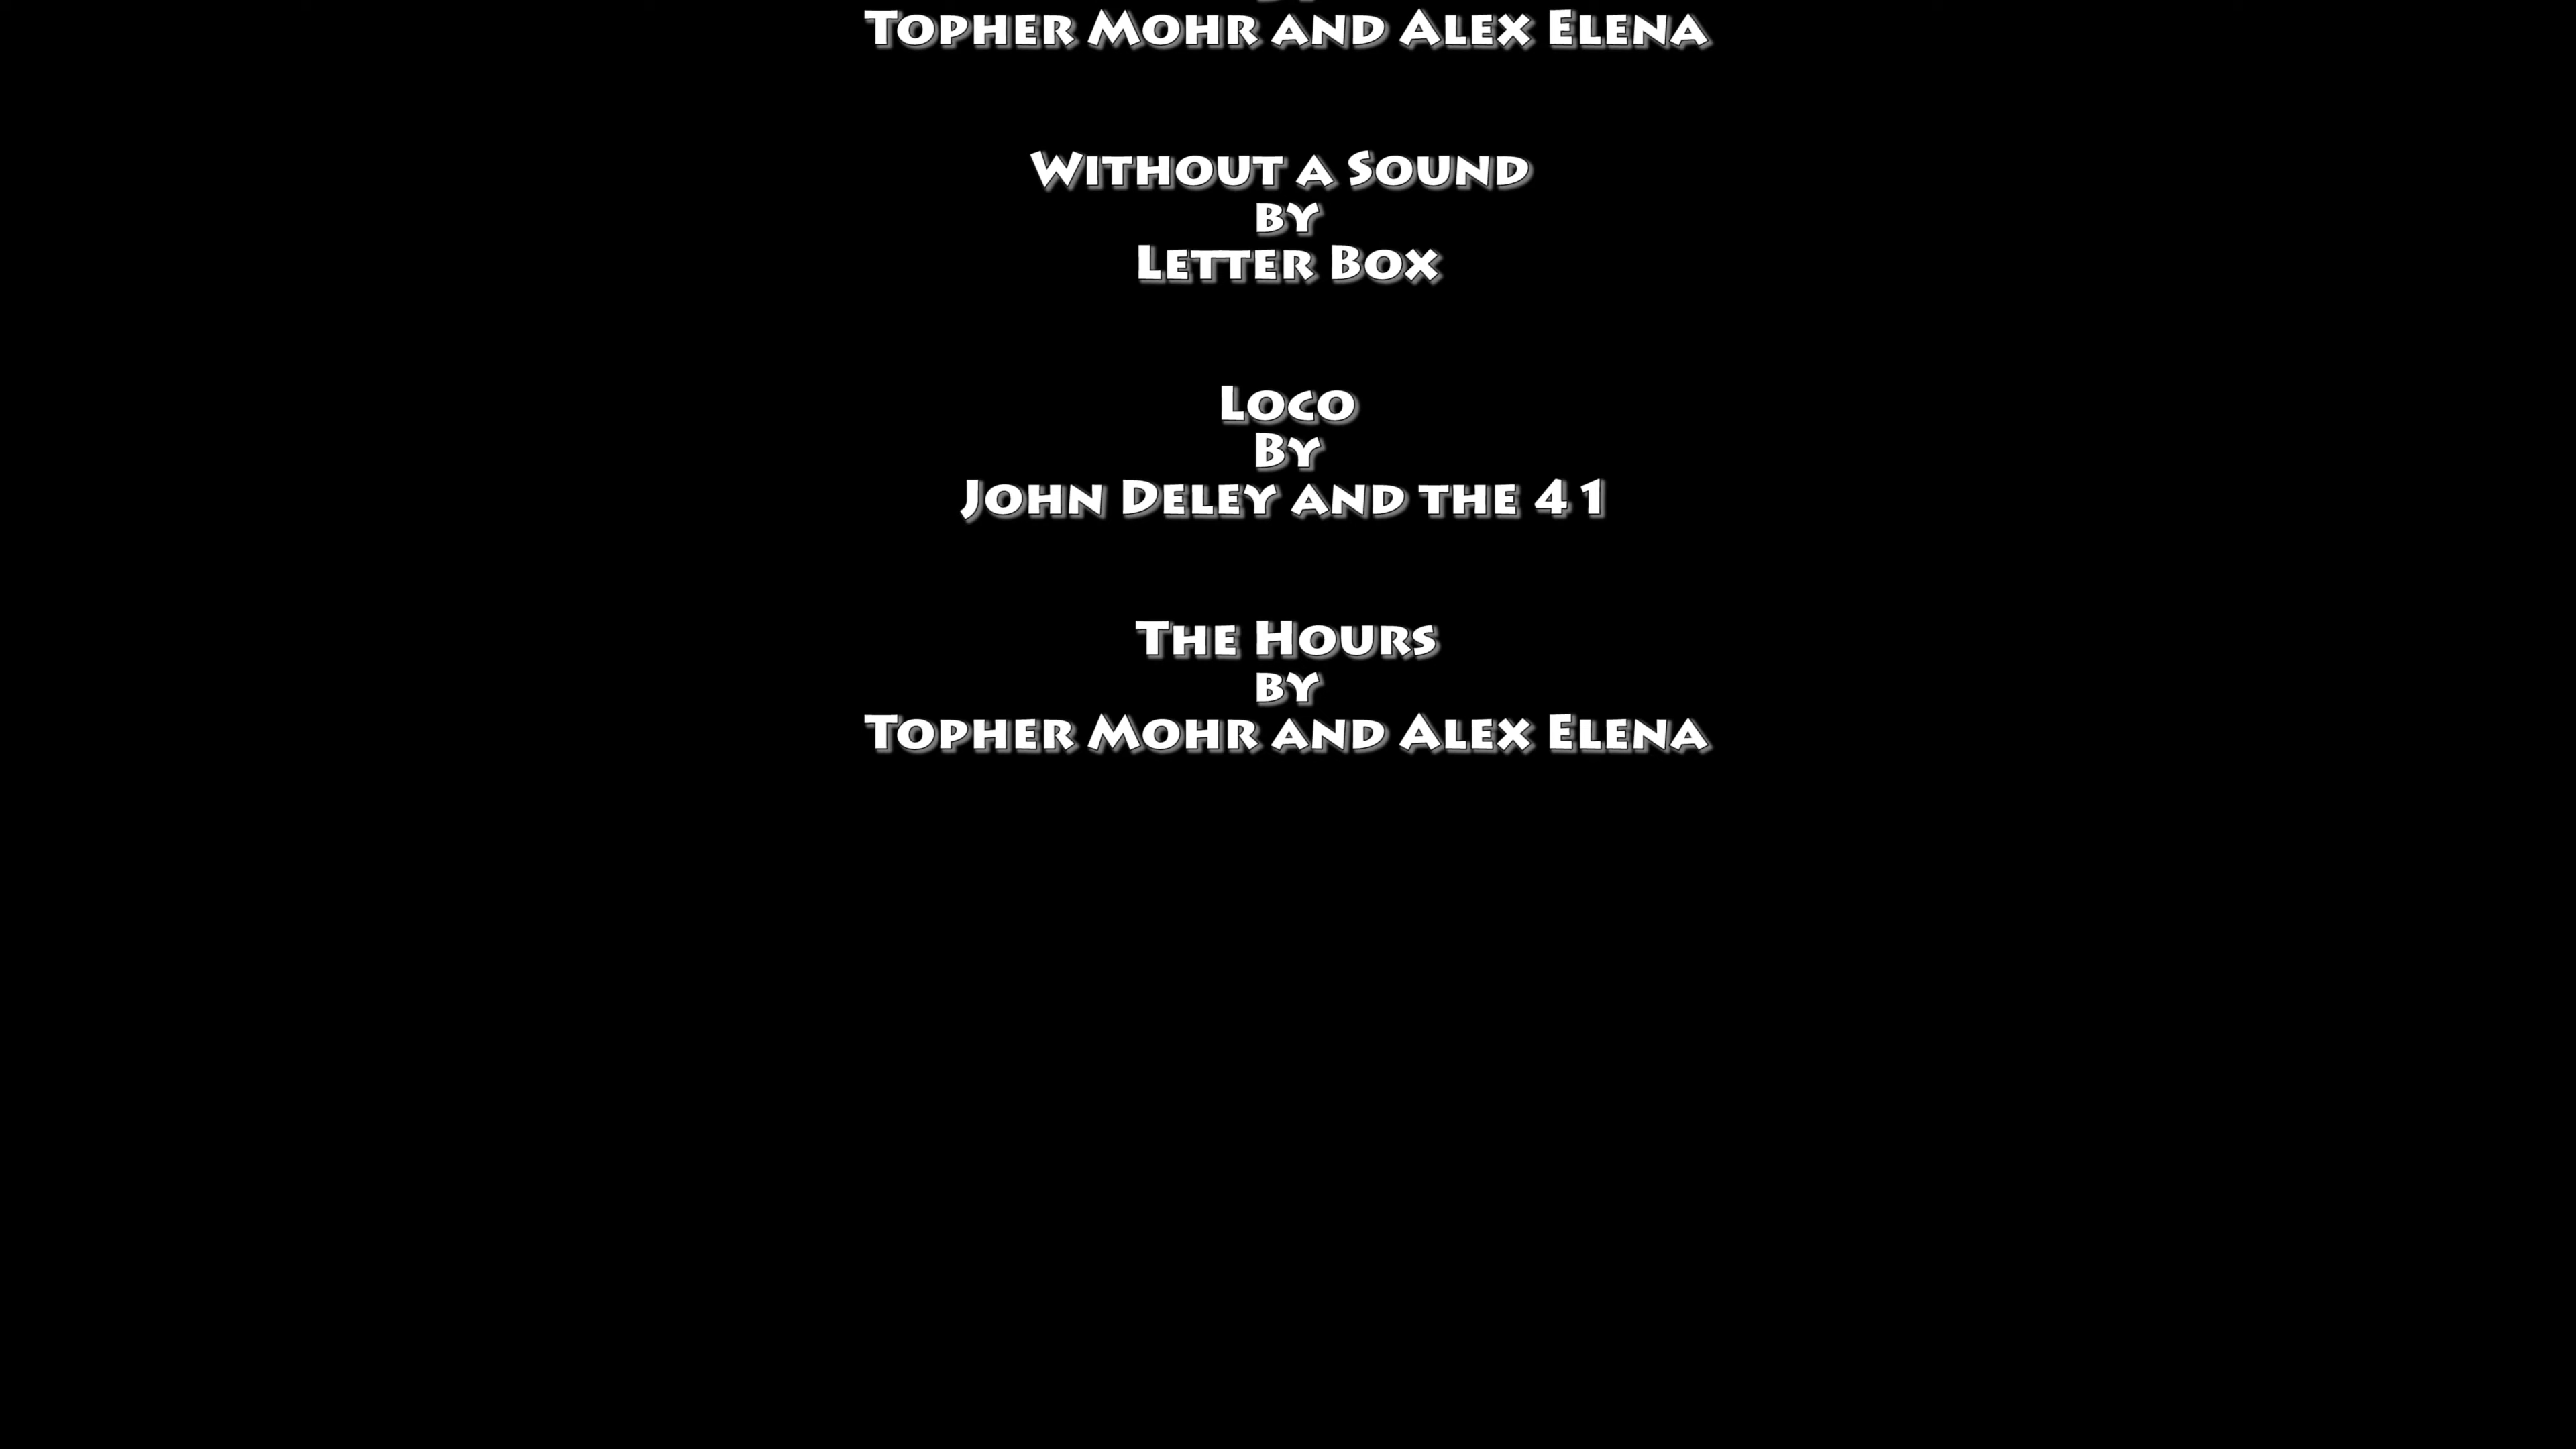 Topher Mohr and Alex Elena
Without a Sound
by
Letter Box
Loco
By
John Deley and the 41
The Hours
by
Topher Mohr and Alex Elena